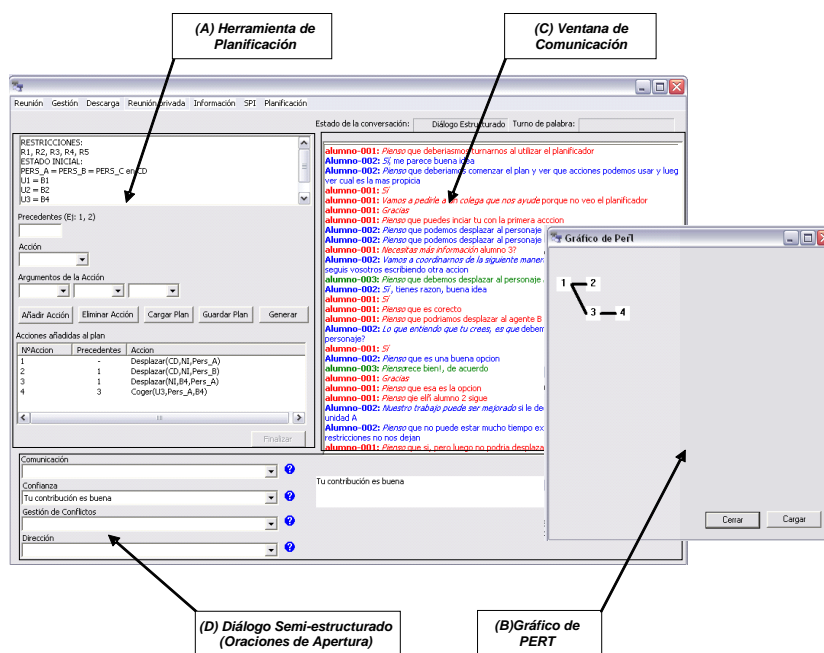 (A) Herramienta de
Planificación
(C) Ventana de
Comunicación
Reunión Gestión Descarga Reunión privada Información SPI Planificación
Estado de la conversación: Diálogo Estructurado Turno de palabra:
RESTRICCIONES:
R1, R2, R3, R4, R5
ESTADO INICIAL:
PERS_A = PERS_B = PERS_C en CD
U1 = B1
U2 = B2
U3 = B4
Precedentes (Ej: 1, 2)
Acción
Argumentos de la Acción
Añadir Acción Eliminar Acción Cargar Plan Guardar Plan Generar
Acciones añadidas al plan
NºAccion Precedentes Accion
1 - Desplazar(CD,NI,Pers_A)
2 1 Desplazar(CD,NI,Pers_B)
3 1 Desplazar(NI,B4,Pers_A)
4 3 Coger(U3,Pers_A,B4)
Finalizar
alumno-001: Pienso que deberiasmos turnarnos al utilizar el planificador
Alumno-002: Sí, me parece buena idea
Alumno-002: Pienso que deberiamos comenzar el plan y ver que acciones podemos usar y lueg
ver cual es la mas propicia
alumno-001: Sí
alumno-001: Vamos a pedirle a un colega que nos ayude porque no veo el planificador
alumno-001: Gracias
alumno-001: Pienso que puedes inciar tu con la primera acccion
Alumno-002: Pienso que podemos desplazar al personaje
Alumno-002: Pienso que podemos desplazar al personaje
alumno-001: Necesitas más información alumno 3?
Alumno-002: Vamos a coordinarnos de la siguiente maner
seguis vosotros escribiendo otra accion
alumno-003: Pienso que debemos desplazar al personaje
Alumno-002: Sí, tienes razon, buena idea
alumno-001: Sí
alumno-001: Pienso que es corecto
alumno-001: Pienso que podriamos desplazar al agente B
Alumno-002: Lo que entiendo que tu crees, es que debem
personaje?
alumno-001: Sí
Alumno-002: Pienso que es una buena opcion
alumno-003: Piensorece bien!, de acuerdo
alumno-001: Gracias
alumno-001: Pienso que esa es la opcion
alumno-001: Pienso qie elñ alumno 2 sigue
Alumno-002: Nuestro trabajo puede ser mejorado si le de
unidad A
Alumno-002: Pienso que no puede estar mucho tiempo ex
restricciones no nos dejan
alumno-001: Pienso que si, pero luego no podria desplaza
Gráfico de Pert
1 2
3 4
Cerrar Cargar
Comunicación
Confianza
Tu contribución es buena
Tu contribución es buena
Gestión de Conflictos
Dirección
(D) Diálogo Semi-estructurado
(Oraciones de Apertura)
(B)Gráfico de
PERT